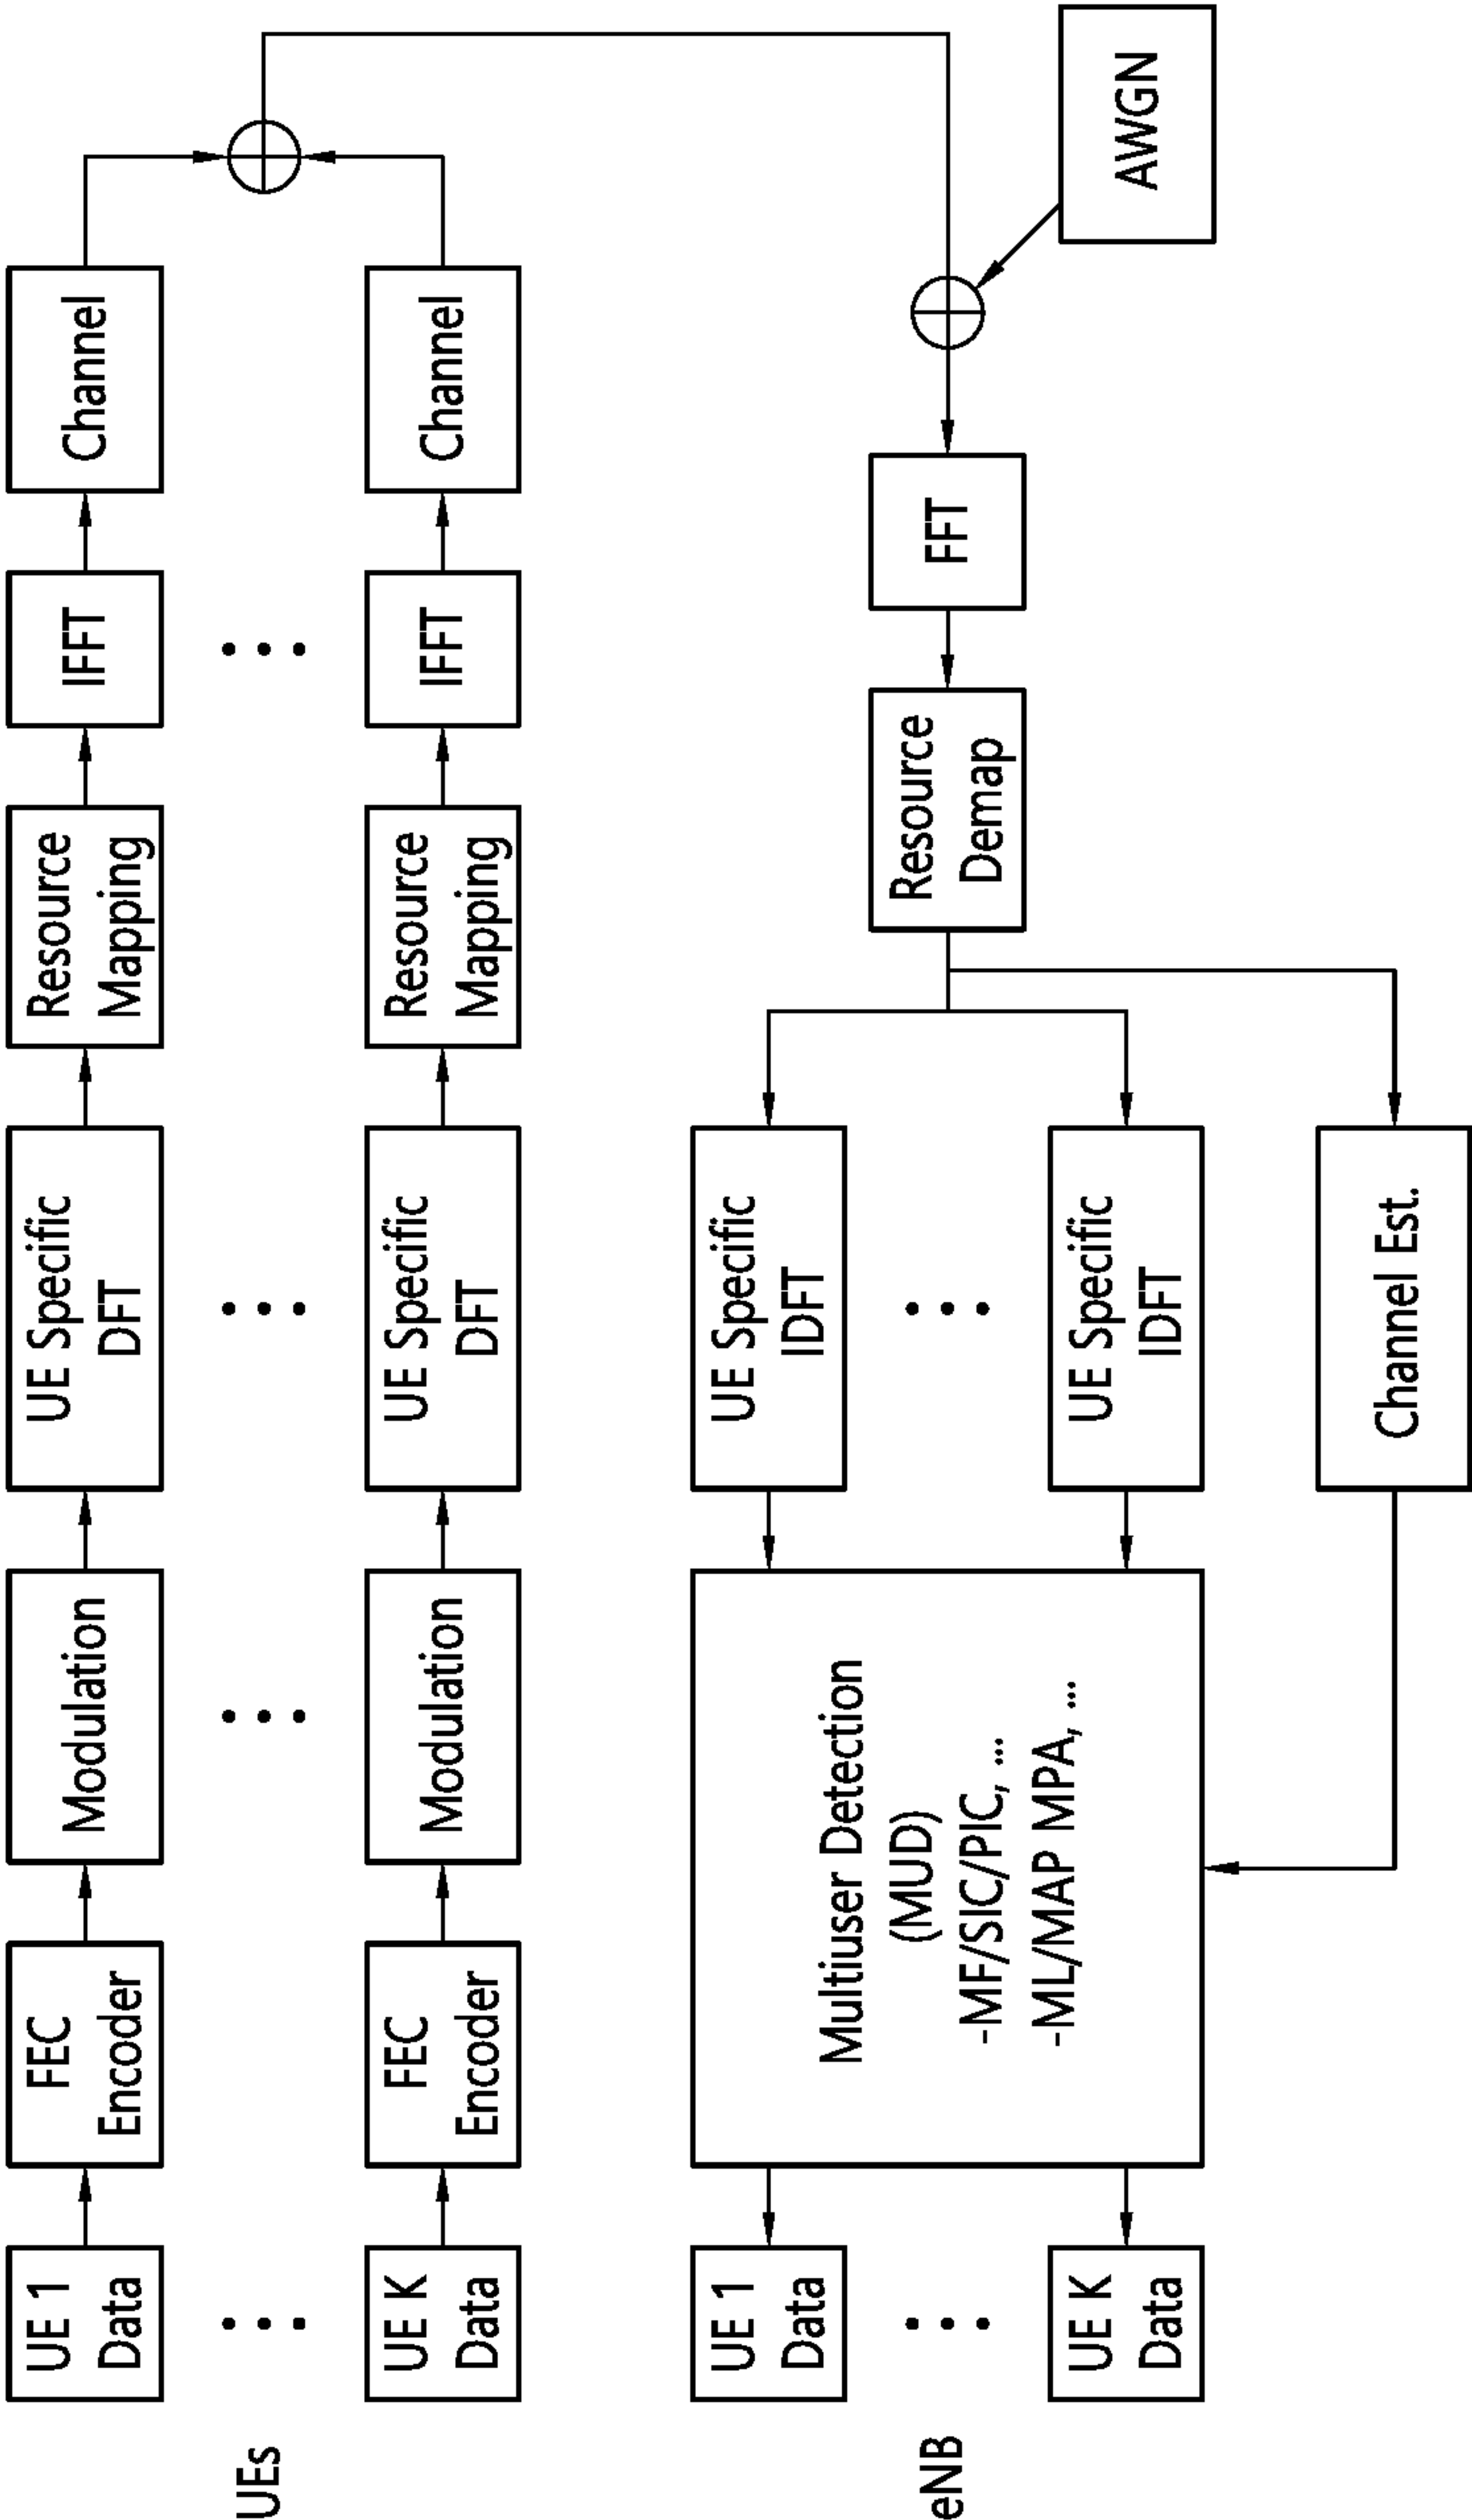 UE 1
Data
FEC
Encoder
Modulation
UE Specific
DFT
Resource
Mapping
IFFT
Channel
UEs
UE K
Data
FEC
Encoder
Modulation
UE Specific
DFT
Resource
Mapping
IFFT
Channel
UE 1
Data
Multiuser Detection
(MUD)
-MF/SIC/PIC, ...
-ML/MAP MPA, ...
UE Specific
IDFT
Resource
Demap
FFT
eNB
UE K
Data
UE Specific
IDFT
AWGN
Channel Est.